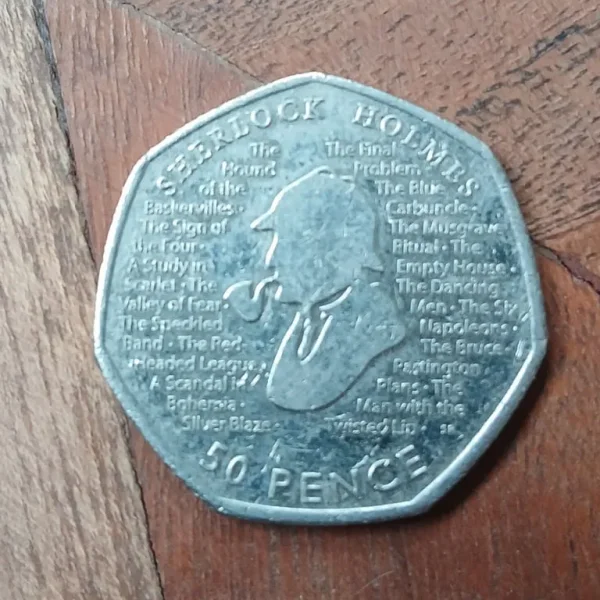 SHERLOCK HOLMES
The
Hound
of the
Baskervilles ·
The Sign of
the Four ·
A Study in
Scarlet · The
Valley of Fear ·
The Speckled
Band · The Red-
Headed League ·
A Scandal in
Bohemia ·
Silver Blaze ·
The Final
Problem ·
The Blue
Carbuncle ·
The Musgrave
Ritual · The
Empty House ·
The Dancing
Men · The Six
Napoleons ·
The Bruce-
Partington
Plans · The
Man with the
Twisted Lip ·
50 PENCE